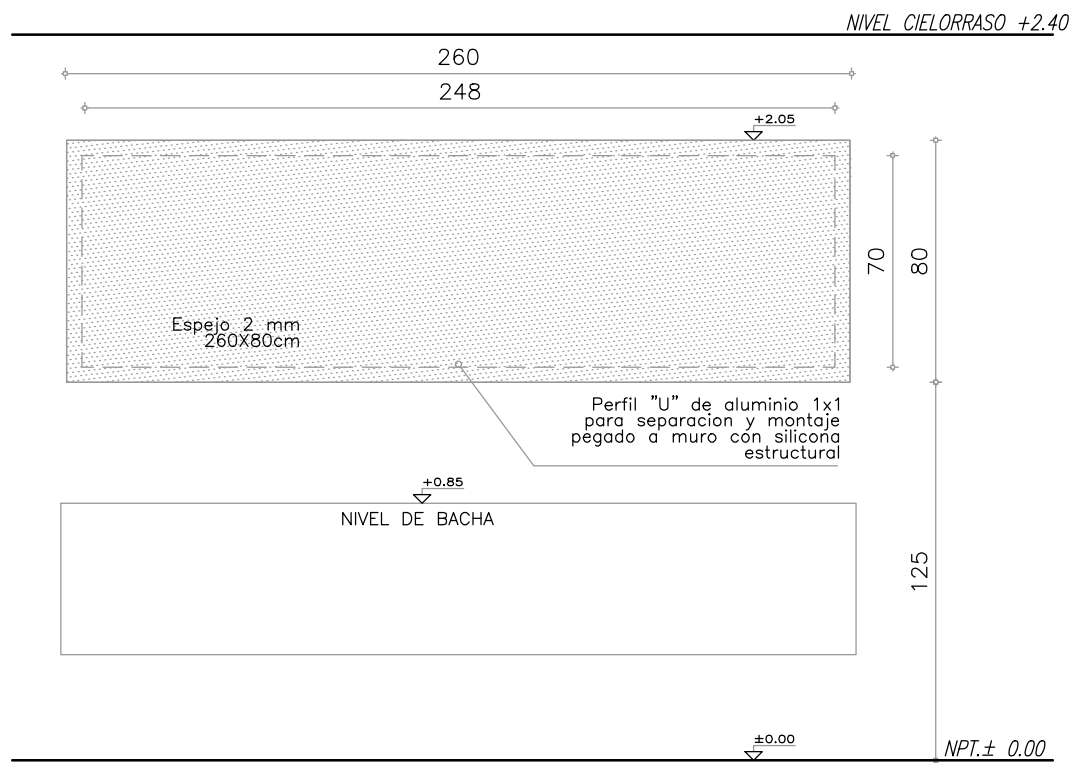 NIVEL CIELORRASO +2.40
260
248
+2.05
70
80
Espejo 2 mm
260X80cm
Perfil "U" de aluminio 1x1
para separacion y montaje
pegado a muro con silicona
estructural
+0.85
NIVEL DE BACHA
125
±0.00
NPT.± 0.00